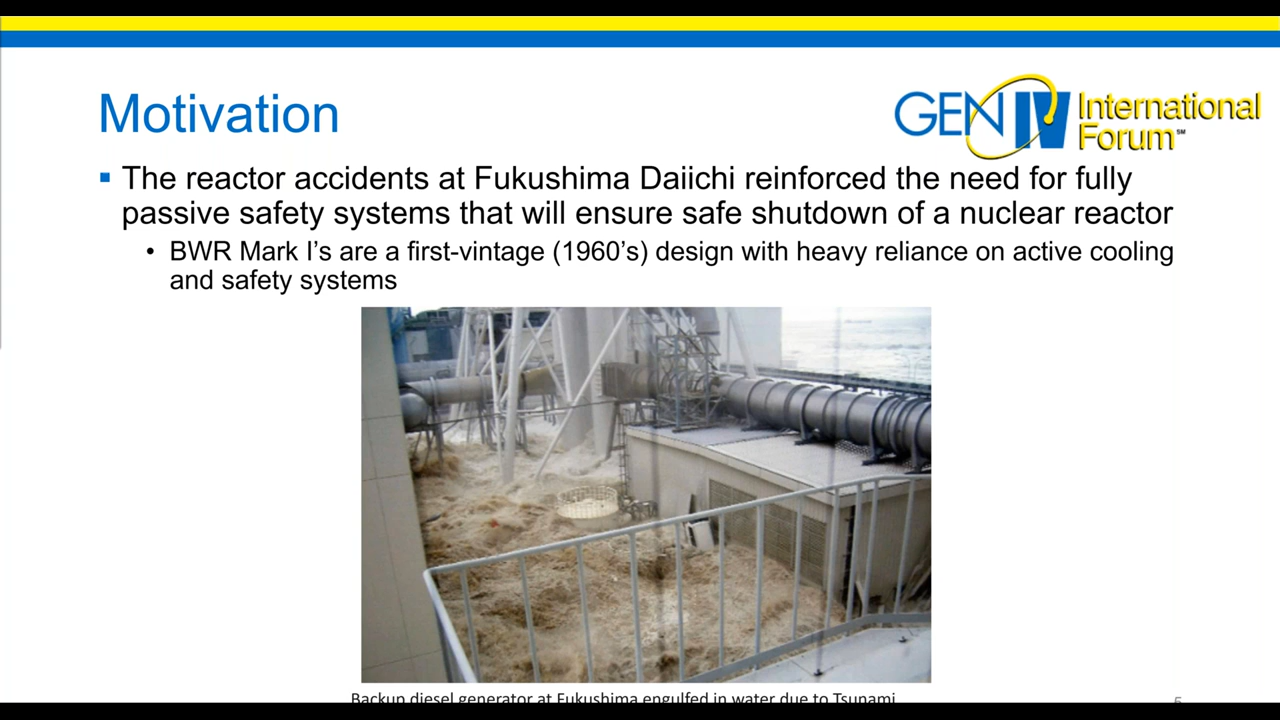 Motivation
GEN IV International
Forum℠
▪ The reactor accidents at Fukushima Daiichi reinforced the need for fully
passive safety systems that will ensure safe shutdown of a nuclear reactor
• BWR Mark I’s are a first-vintage (1960’s) design with heavy reliance on active cooling
and safety systems
Backup diesel generator at Fukushima engulfed in water due to Tsunami
5